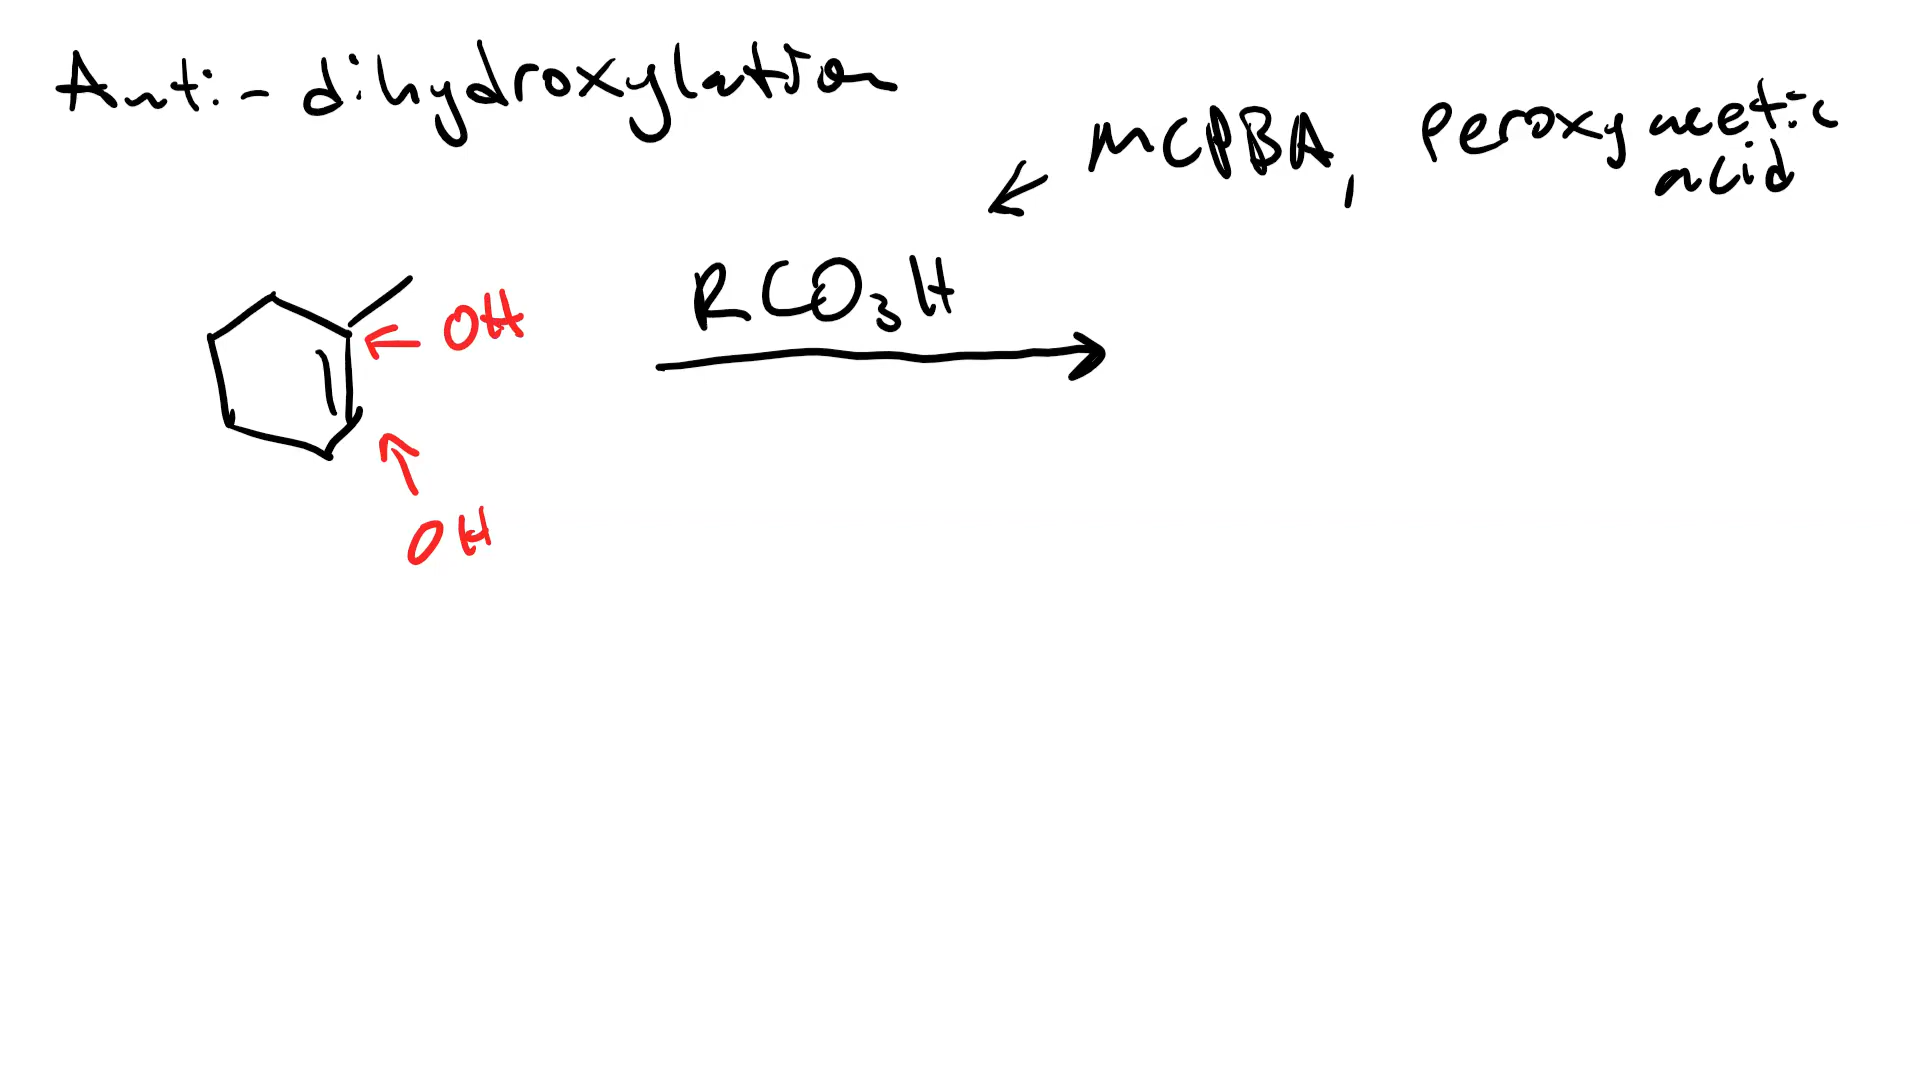 Anti-dihydroxylation
MCPBA, Peroxyacetic
acid
RCO₃H
OH
OH